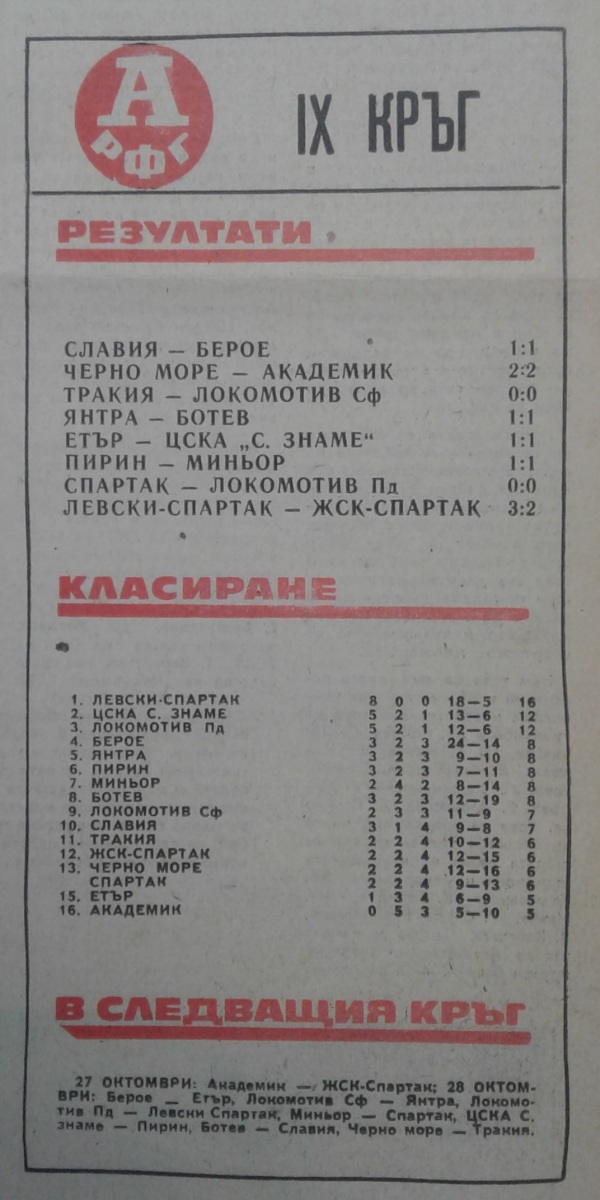 А
РФГ
IX КРЪГ
РЕЗУЛТАТИ
СЛАВИЯ — БЕРОЕ 1:1
ЧЕРНО МОРЕ — АКАДЕМИК 2:2
ТРАКИЯ — ЛОКОМОТИВ Сф 0:0
ЯНТРА — БОТЕВ 1:1
ЕТЪР — ЦСКА „С. ЗНАМЕ“ 1:1
ПИРИН — МИНЬОР 1:1
СПАРТАК — ЛОКОМОТИВ Пд 0:0
ЛЕВСКИ-СПАРТАК — ЖСК-СПАРТАК 3:2
КЛАСИРАНЕ
1. ЛЕВСКИ-СПАРТАК 8 0 0 18—5 16
2. ЦСКА С. ЗНАМЕ 5 2 1 13—6 12
3. ЛОКОМОТИВ Пд 5 2 1 12—6 12
4. БЕРОЕ 3 2 3 24—14 8
5. ЯНТРА 3 2 3 9—10 8
6. ПИРИН 3 2 3 7—11 8
7. МИНЬОР 2 4 2 8—14 8
8. БОТЕВ 3 2 3 12—19 8
9. ЛОКОМОТИВ Сф 2 3 3 11—9 7
10. СЛАВИЯ 3 1 4 9—8 7
11. ТРАКИЯ 2 2 4 10—12 6
12. ЖСК-СПАРТАК 2 2 4 12—15 6
13. ЧЕРНО МОРЕ 2 2 4 12—16 6
СПАРТАК 2 2 4 9—13 6
15. ЕТЪР 1 3 4 6—9 5
16. АКАДЕМИК 0 5 3 5—10 5
В СЛЕДВАЩИЯ КРЪГ
27 ОКТОМВРИ: Академик — ЖСК-Спартак; 28 ОКТОМ-
ВРИ: Берое — Етър, Локомотив Сф — Янтра, Локомо-
тив Пд — Левски Спартак, Миньор — Спартак, ЦСКА С.
знаме — Пирин, Ботев — Славия, Черно море — Тракия.